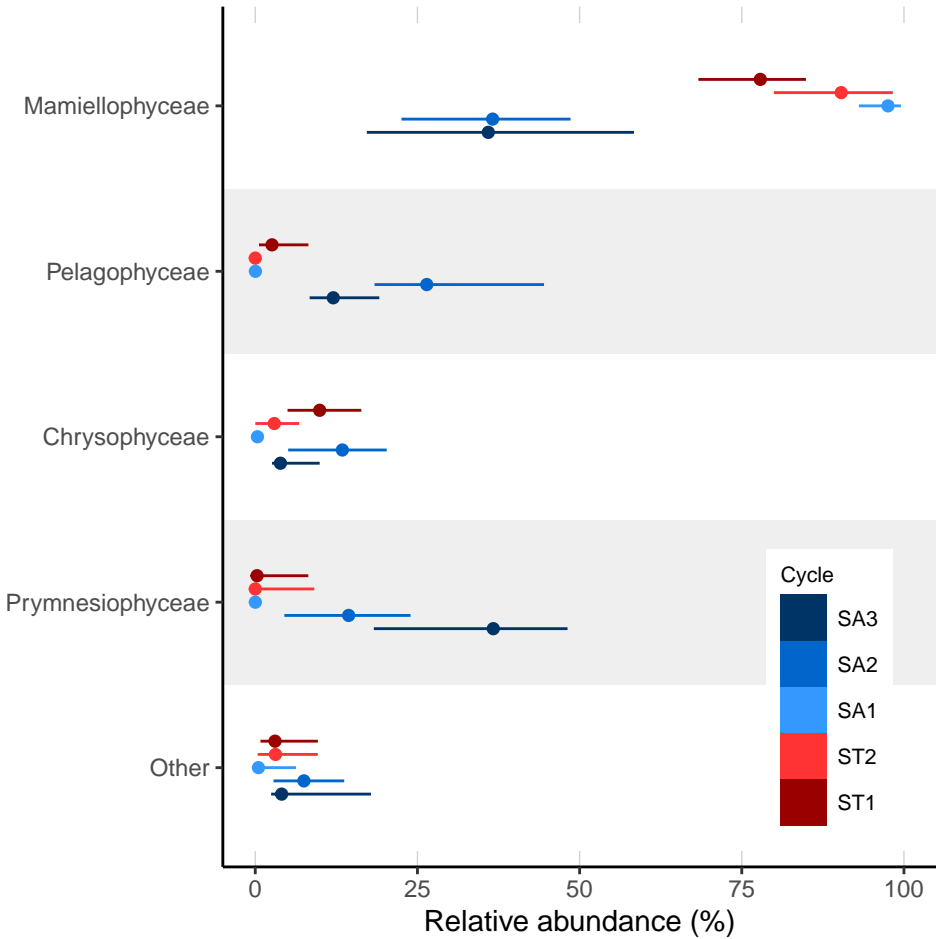 Mamiellophyceae
Pelagophyceae
Chrysophyceae
Prymnesiophyceae
Other
Cycle
SA3
SA2
SA1
ST2
ST1
0 25 50 75 100
Relative abundance (%)